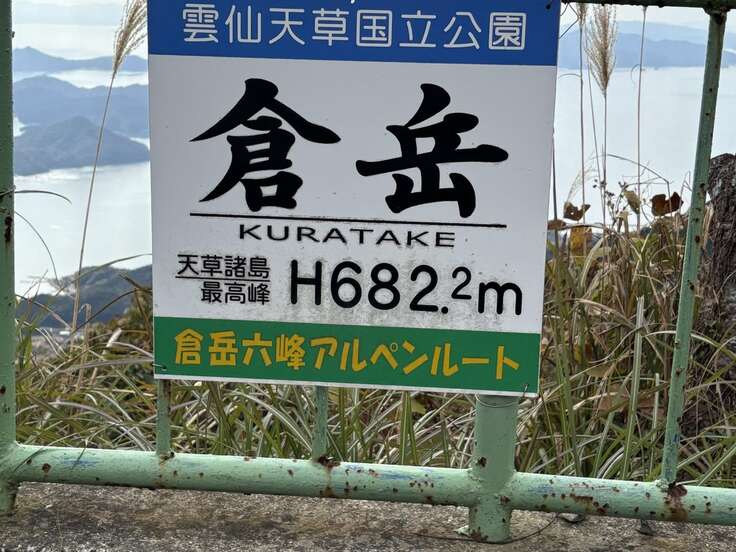 雲仙天草国立公園
倉岳
KURATAKE
天草諸島
最高峰
H682.2m
倉岳六峰アルペンルート